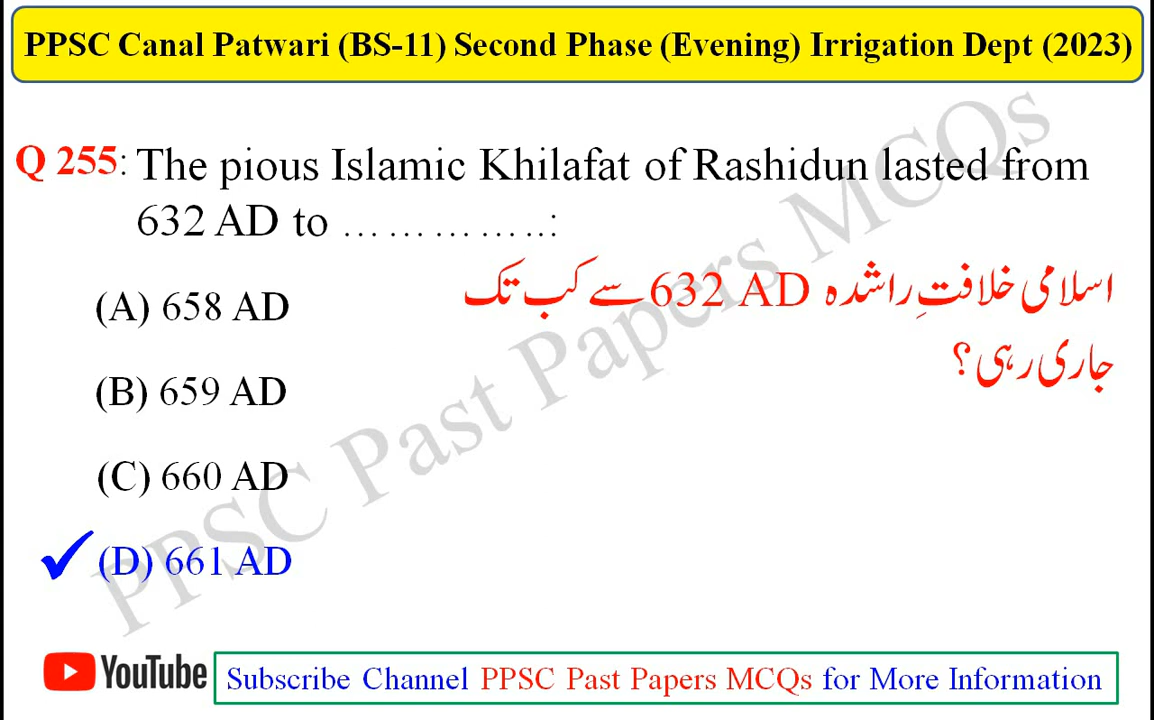 PPSC Canal Patwari (BS-11) Second Phase (Evening) Irrigation Dept (2023)
Q 255: The pious Islamic Khilafat of Rashidun lasted from
632 AD to … … … … ..:
اسلامی خلافتِ راشدہ 632 AD سے کب تک
جاری رہی؟
(A) 658 AD
(B) 659 AD
(C) 660 AD
(D) 661 AD
PPSC Past Papers MCQs
YouTube
Subscribe Channel PPSC Past Papers MCQs for More Information